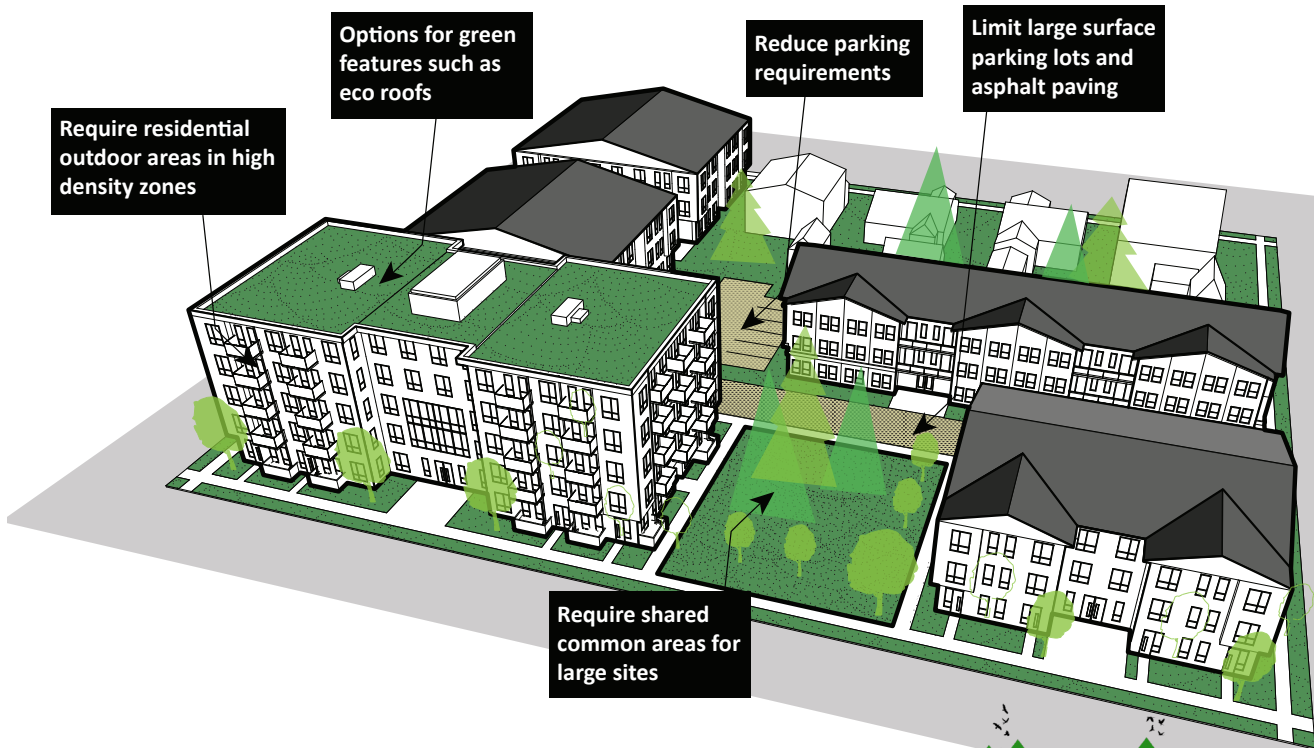 Options for green
features such as
eco roofs
Reduce parking
requirements
Limit large surface
parking lots and
asphalt paving
Require residential
outdoor areas in high
density zones
Require shared
common areas for
large sites